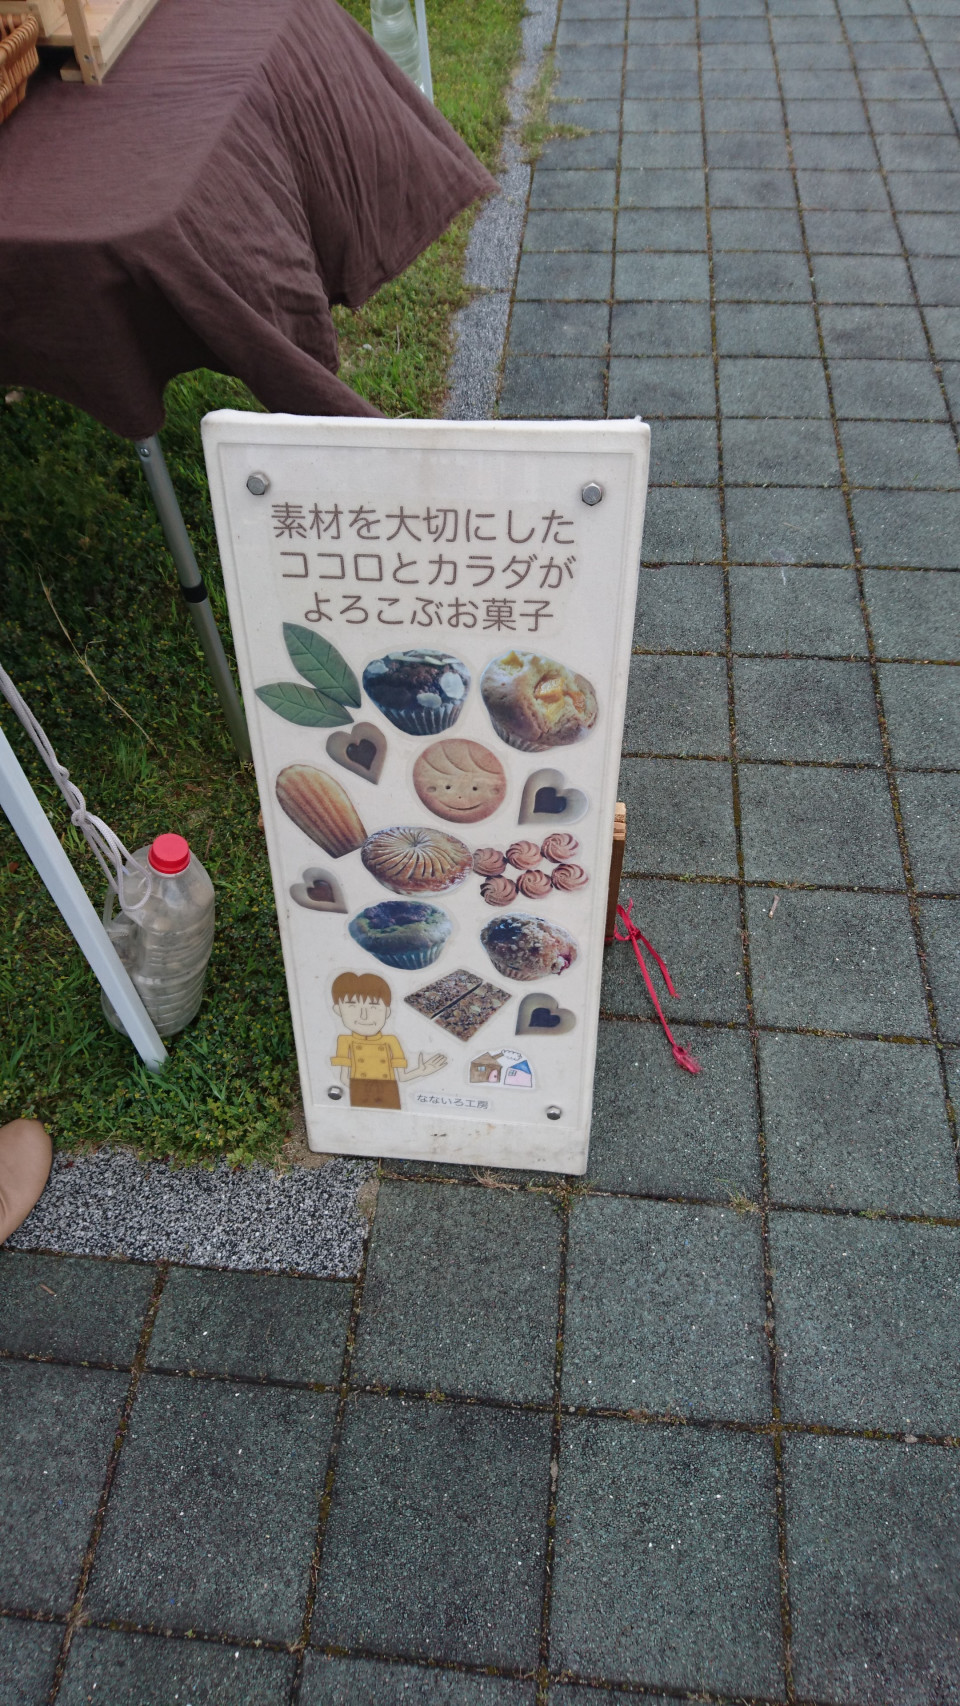 素材を大切にした
ココロとカラダが
よろこぶお菓子
なないろ工房